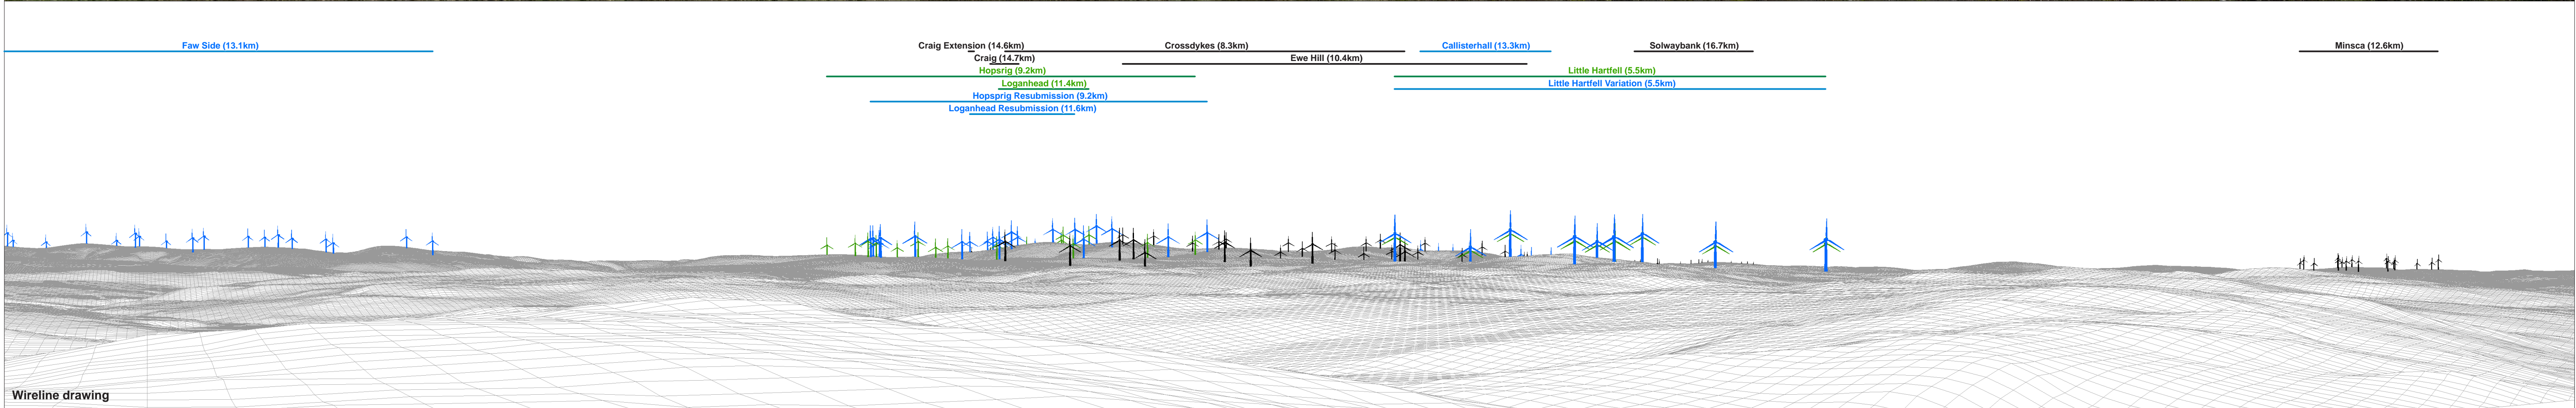 Faw Side (13.1km)
Craig Extension (14.6km)
Crossdykes (8.3km)
Callisterhall (13.3km)
Solwaybank (16.7km)
Minsca (12.6km)
Craig (14.7km)
Ewe Hill (10.4km)
Hopsrig (9.2km)
Little Hartfell (5.5km)
Loganhead (11.4km)
Little Hartfell Variation (5.5km)
Hopsprig Resubmission (9.2km)
Loganhead Resubmission (11.6km)
Wireline drawing